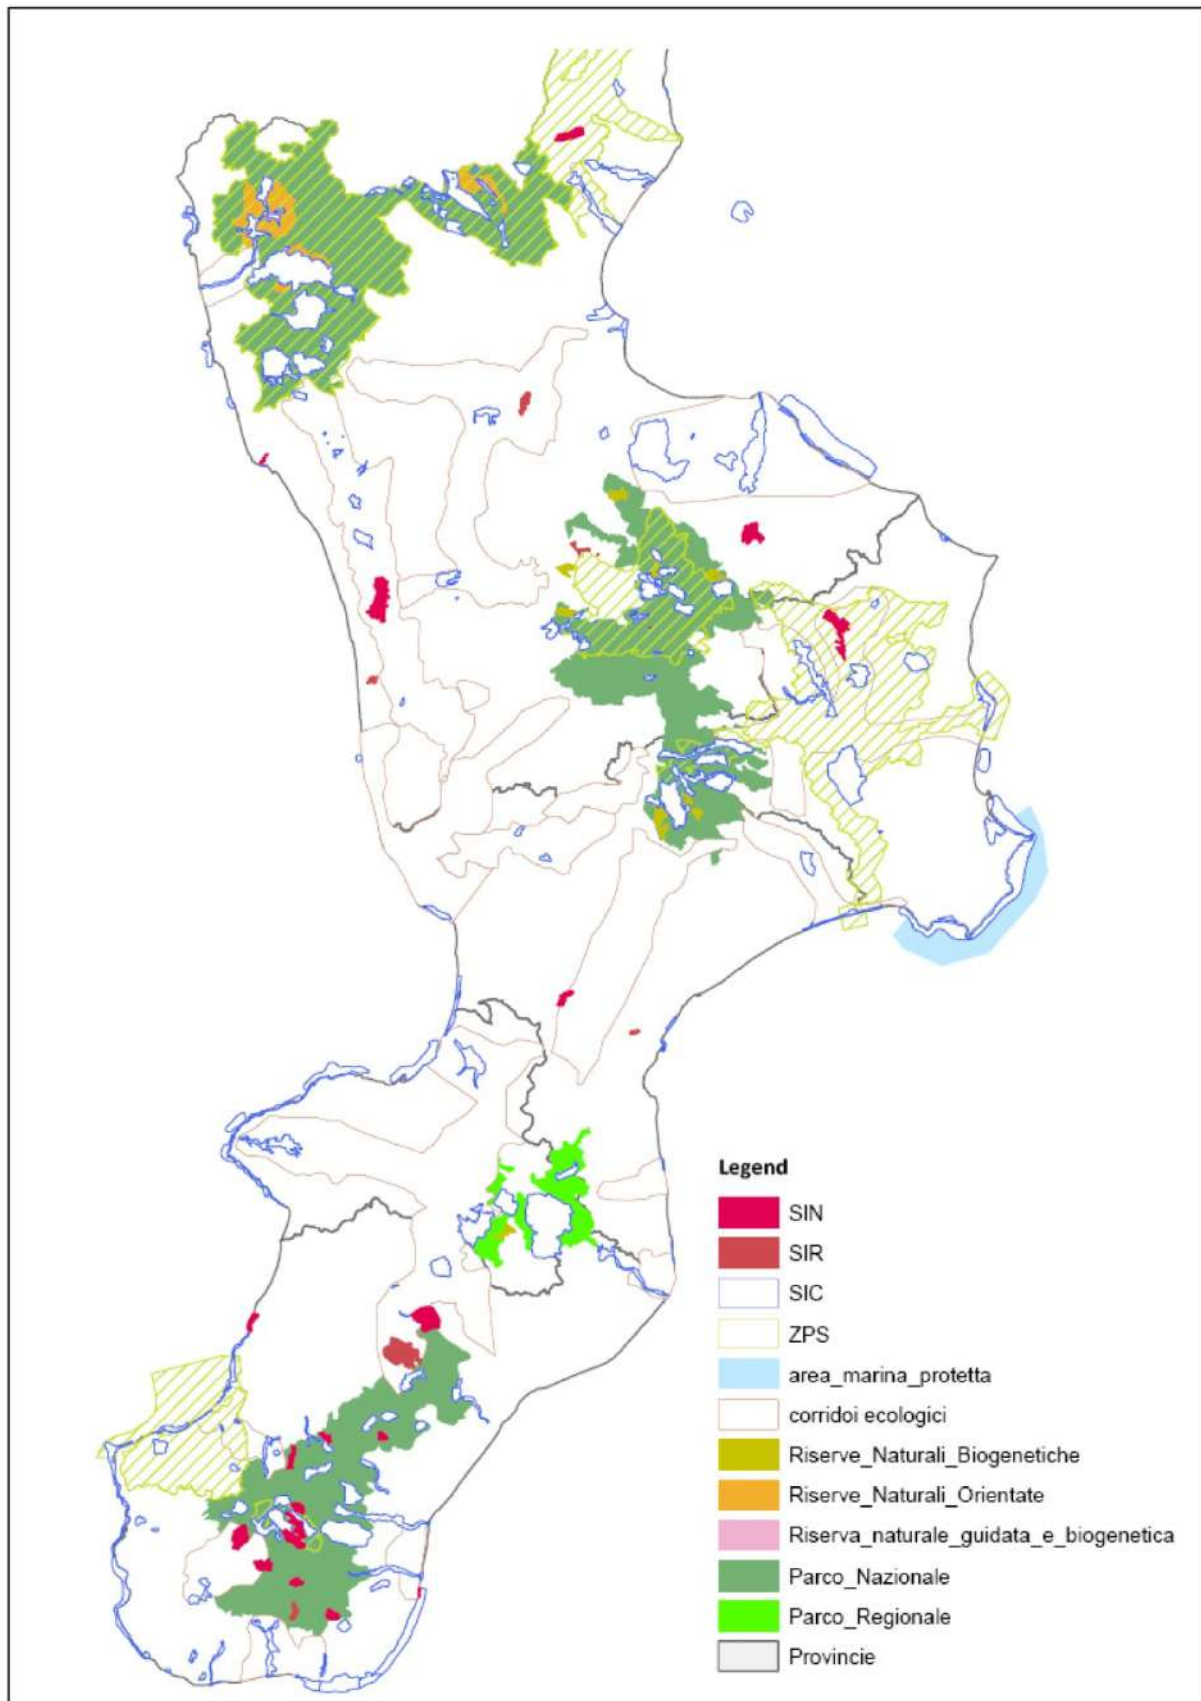 Legend
SIN
SIR
SIC
ZPS
area_marina_protetta
corridoi ecologici
Riserve_Naturali_Biogenetiche
Riserve_Naturali_Orientate
Riserva_naturale_guidata_e_biogenetica
Parco_Nazionale
Parco_Regionale
Provincie